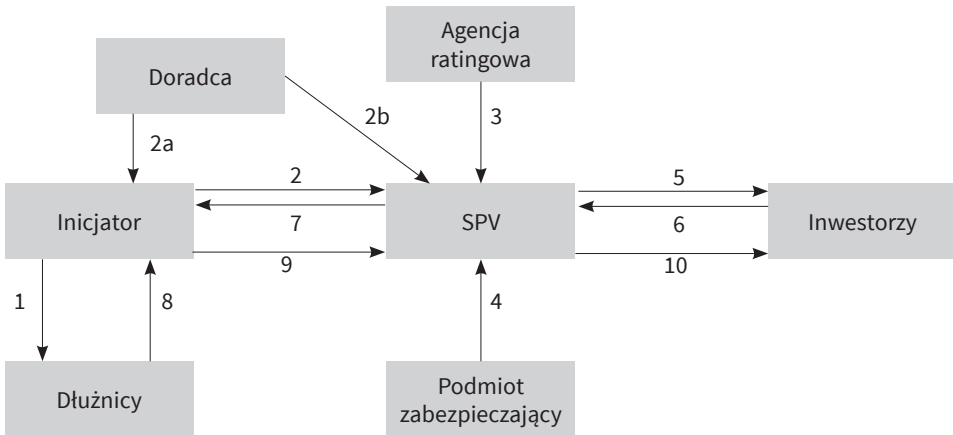 Agencja
ratingowa
Doradca
2b
3
2a
2
5
Inicjator
SPV
Inwestorzy
7
6
9
10
1
8
4
Dłużnicy
Podmiot
zabezpieczający